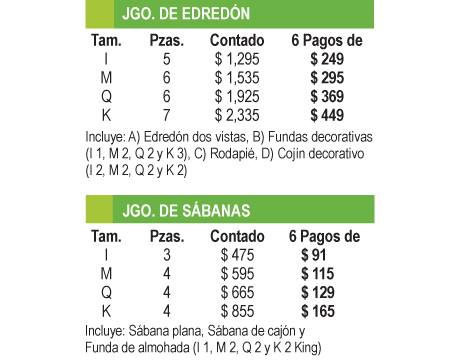 JGO. DE EDREDÓN
Tam. Pzas. Contado 6 Pagos de
I 5 $ 1,295 $ 249
M 6 $ 1,535 $ 295
Q 6 $ 1,925 $ 369
K 7 $ 2,335 $ 449
Incluye: A) Edredón dos vistas, B) Fundas decorativas
(I 1, M 2, Q 2 y K 3), C) Rodapié, D) Cojín decorativo
(I 2, M 2, Q 2 y K 2)
JGO. DE SÁBANAS
Tam. Pzas. Contado 6 Pagos de
I 3 $ 475 $ 91
M 4 $ 595 $ 115
Q 4 $ 665 $ 129
K 4 $ 855 $ 165
Incluye: Sábana plana, Sábana de cajón y
Funda de almohada (I 1, M 2, Q 2 y K 2 King)